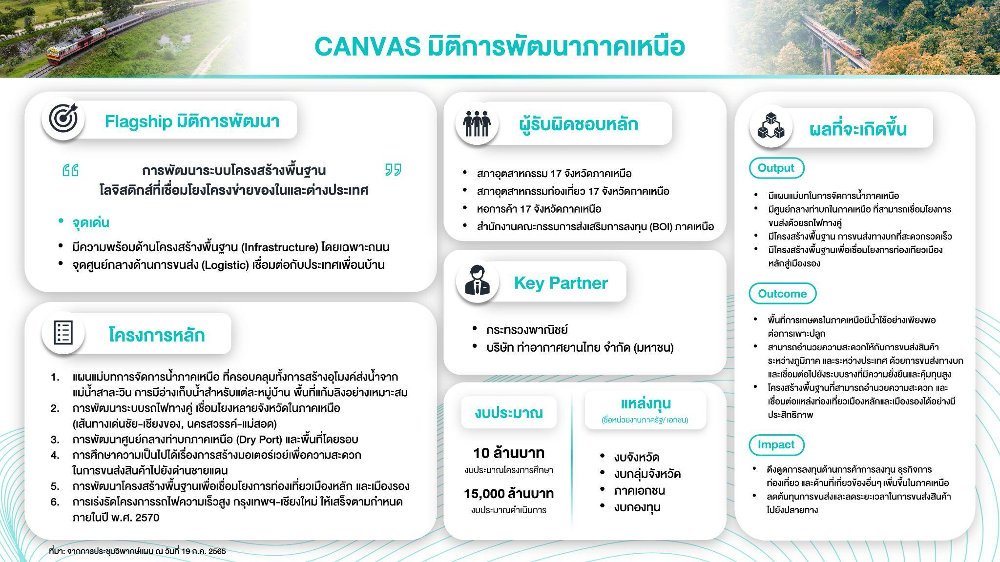 CANVAS มิติการพัฒนาภาคเหนือ
Flagship มิติการพัฒนา
“ การพัฒนาระบบโครงสร้างพื้นฐาน ”
โลจิสติกส์ที่เชื่อมโยงโครงข่ายของในและต่างประเทศ
• จุดเด่น
• มีความพร้อมด้านโครงสร้างพื้นฐาน (Infrastructure) โดยเฉพาะถนน
• จุดศูนย์กลางด้านการขนส่ง (Logistic) เชื่อมต่อกับประเทศเพื่อนบ้าน
โครงการหลัก
1. แผนแม่บทการจัดการน้ำภาคเหนือ ที่ครอบคลุมทั้งการสร้างอุโมงค์ส่งน้ำจาก
แม่น้ำสาละวิน การมีอ่างเก็บน้ำสำหรับแต่ละหมู่บ้าน พื้นที่แก้มลิงอย่างเหมาะสม
2. การพัฒนาระบบรถไฟทางคู่ เชื่อมโยงหลายจังหวัดในภาคเหนือ
(เส้นทางเด่นชัย-เชียงของ, นครสวรรค์-แม่สอด)
3. การพัฒนาศูนย์กลางท่าบกภาคเหนือ (Dry Port) และพื้นที่โดยรอบ
4. การศึกษาความเป็นไปได้เรื่องการสร้างมอเตอร์เวย์เพื่อความสะดวก
ในการขนส่งสินค้าไปยังด่านชายแดน
5. การพัฒนาโครงสร้างพื้นฐานเพื่อเชื่อมโยงการท่องเที่ยวเมืองหลัก และเมืองรอง
6. การเร่งรัดโครงการรถไฟความเร็วสูง กรุงเทพฯ-เชียงใหม่ ให้เสร็จตามกำหนด
ภายในปี พ.ศ. 2570
ผู้รับผิดชอบหลัก
• สภาอุตสาหกรรม 17 จังหวัดภาคเหนือ
• สภาอุตสาหกรรมท่องเที่ยว 17 จังหวัดภาคเหนือ
• หอการค้า 17 จังหวัดภาคเหนือ
• สำนักงานคณะกรรมการส่งเสริมการลงทุน (BOI) ภาคเหนือ
Key Partner
• กระทรวงพาณิชย์
• บริษัท ท่าอากาศยานไทย จำกัด (มหาชน)
งบประมาณ
10 ล้านบาท
งบประมาณโครงการศึกษา
15,000 ล้านบาท
งบประมาณดำเนินการ
แหล่งทุน
(ชื่อหน่วยงานภาครัฐ/ เอกชน)
• งบจังหวัด
• งบกลุ่มจังหวัด
• ภาคเอกชน
• งบกองทุน
ผลที่จะเกิดขึ้น
Output
• มีแผนแม่บทในการจัดการน้ำภาคเหนือ
• มีศูนย์กลางท่าบกในภาคเหนือ ที่สามารถเชื่อมโยงการ
ขนส่งด้วยรถไฟทางคู่
• มีโครงสร้างพื้นฐาน การขนส่งทางบกที่สะดวกรวดเร็ว
• มีโครงสร้างพื้นฐานเพื่อเชื่อมโยงการท่องเทียวเมือง
หลักสู่เมืองรอง
Outcome
• พื้นที่การเกษตรในภาคเหนือมีน้ำใช้อย่างเพียงพอ
ต่อการเพาะปลูก
• สามารถอำนวยความสะดวกให้กับการขนส่งสินค้า
ระหว่างภูมิภาค และระหว่างประเทศ ด้วยการขนส่งทางบก
และเชื่อมต่อไปยังระบบรางที่มีความยั่งยืนและคุ้มทุนสูง
• โครงสร้างพื้นฐานที่สามารถอำนวยความสะดวก และ
เชื่อมต่อแหล่งท่องเที่ยวเมืองหลักและเมืองรองได้อย่างมี
ประสิทธิภาพ
Impact
• ดึงดูดการลงทุนด้านการค้าการลงทุน ธุรกิจการ
ท่องเที่ยว และด้านที่เกี่ยวข้องอื่นๆ เพิ่มขึ้นในภาคเหนือ
• ลดต้นทุนการขนส่งและลดระยะเวลาในการขนส่งสินค้า
ไปยังปลายทาง
ที่มา: จากการประชุมวิพากษ์แผน ณ วันที่ 19 ก.ค. 2565